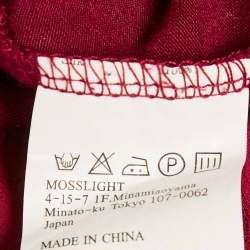 MOSSLIGHT
4-15-7 1F.Minamiaoyama
Minato-ku Tokyo 107-0062
Japan
MADE IN CHINA